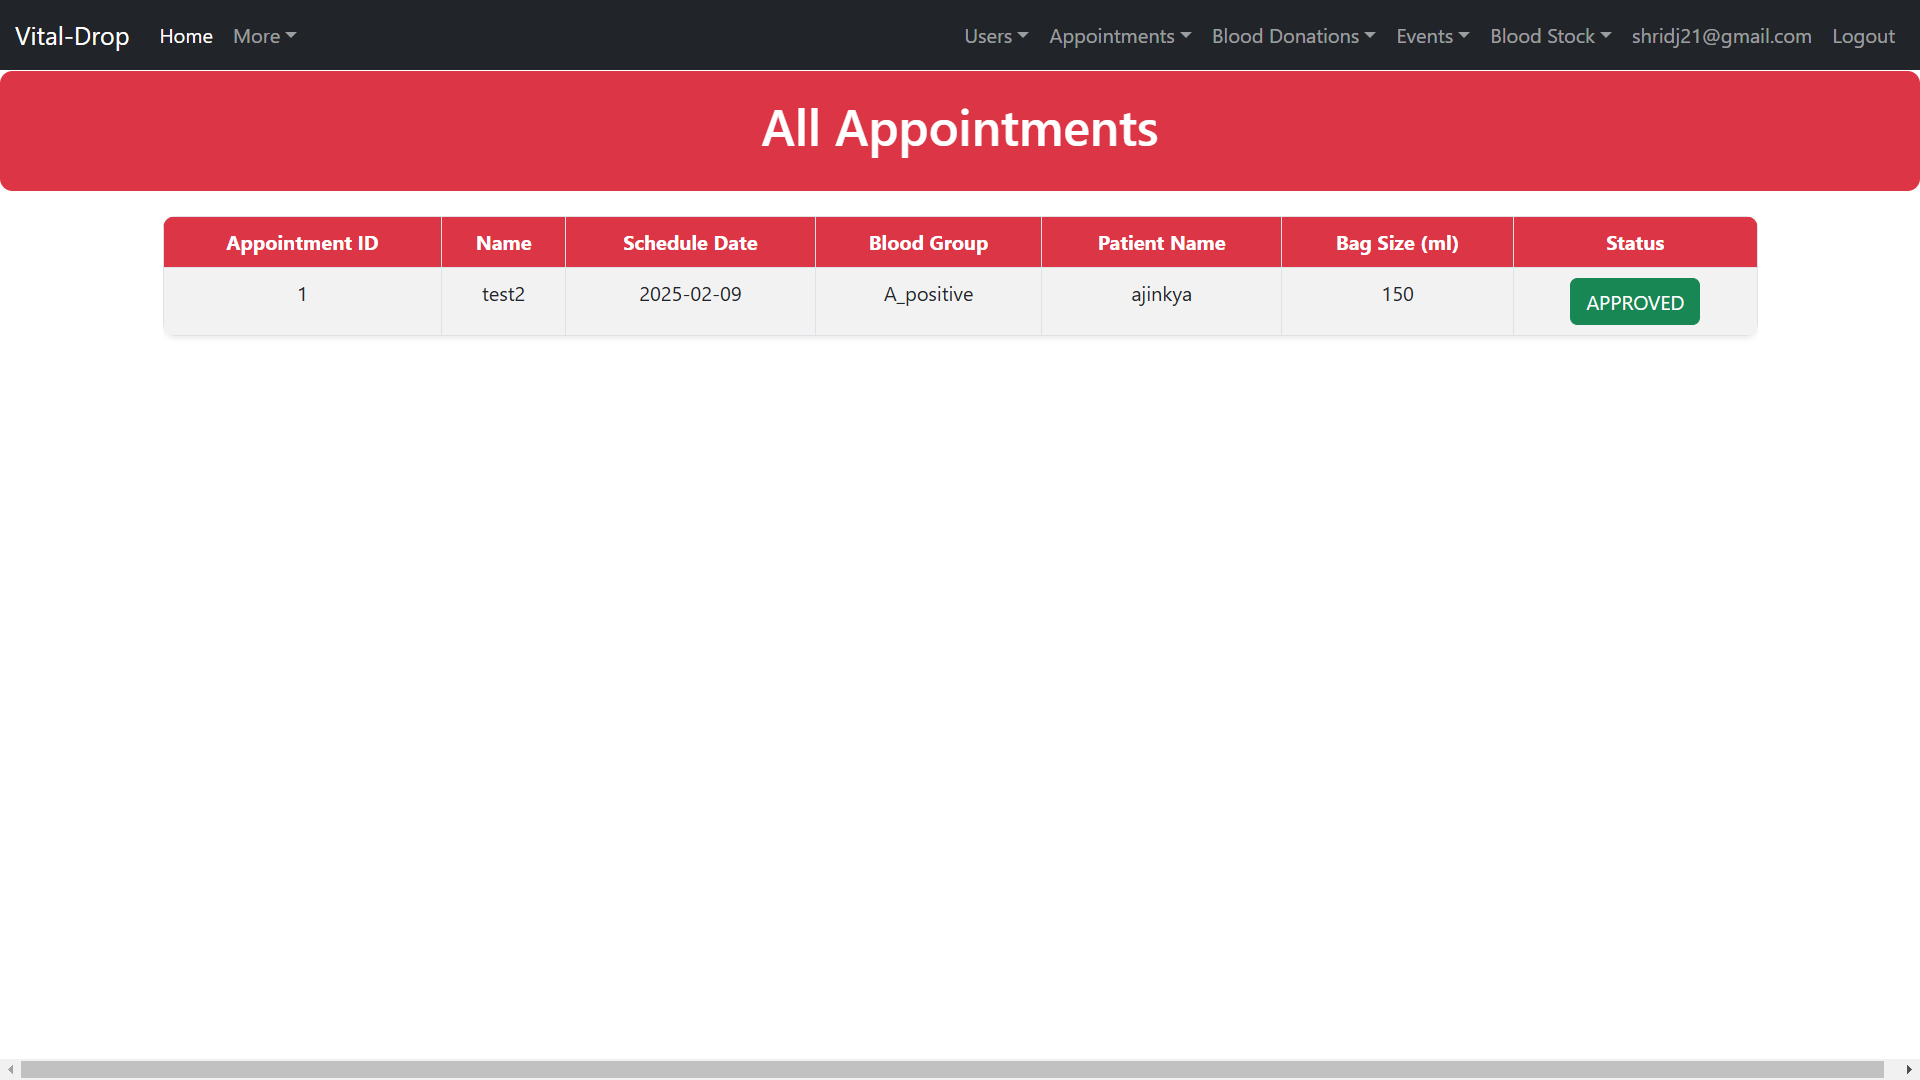 Vital-Drop Home More Users Appointments Blood Donations Events Blood Stock shridj21@gmail.com Logout
All Appointments
Appointment ID Name Schedule Date Blood Group Patient Name Bag Size (ml) Status
1 test2 2025-02-09 A_positive ajinkya 150 APPROVED